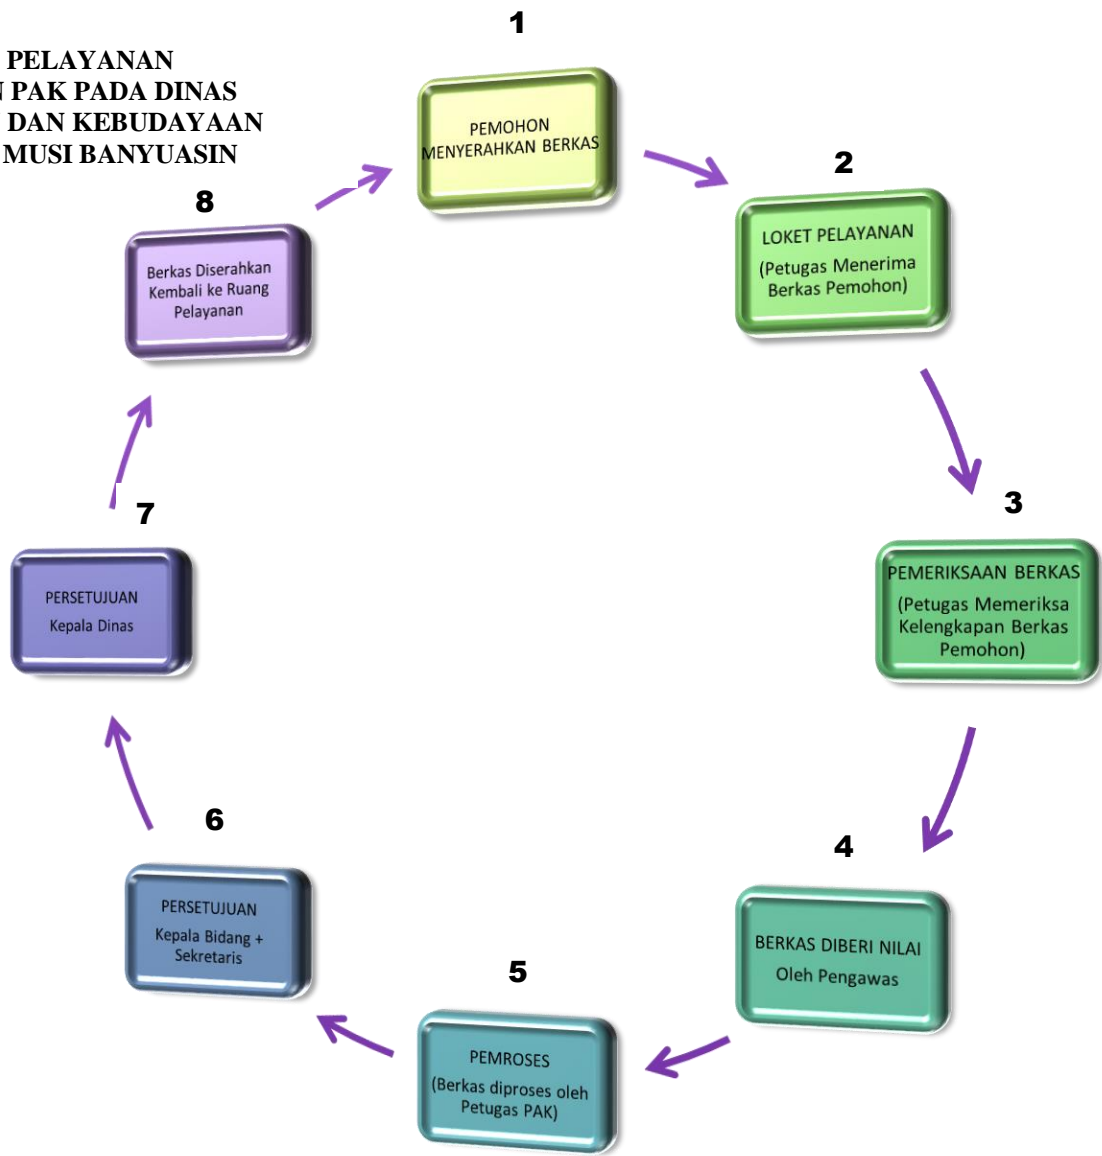 PELAYANAN
PAK PADA DINAS
DAN KEBUDAYAAN
MUSI BANYUASIN
1
PEMOHON
MENYERAHKAN BERKAS
2
LOKET PELAYANAN
(Petugas Menerima
Berkas Pemohon)
3
PEMERIKSAAN BERKAS
(Petugas Memeriksa
Kelengkapan Berkas
Pemohon)
4
BERKAS DIBERI NILAI
Oleh Pengawas
5
PEMROSES
(Berkas diproses oleh
Petugas PAK)
6
PERSETUJUAN
Kepala Bidang +
Sekretaris
7
PERSETUJUAN
Kepala Dinas
8
Berkas Diserahkan
Kembali ke Ruang
Pelayanan